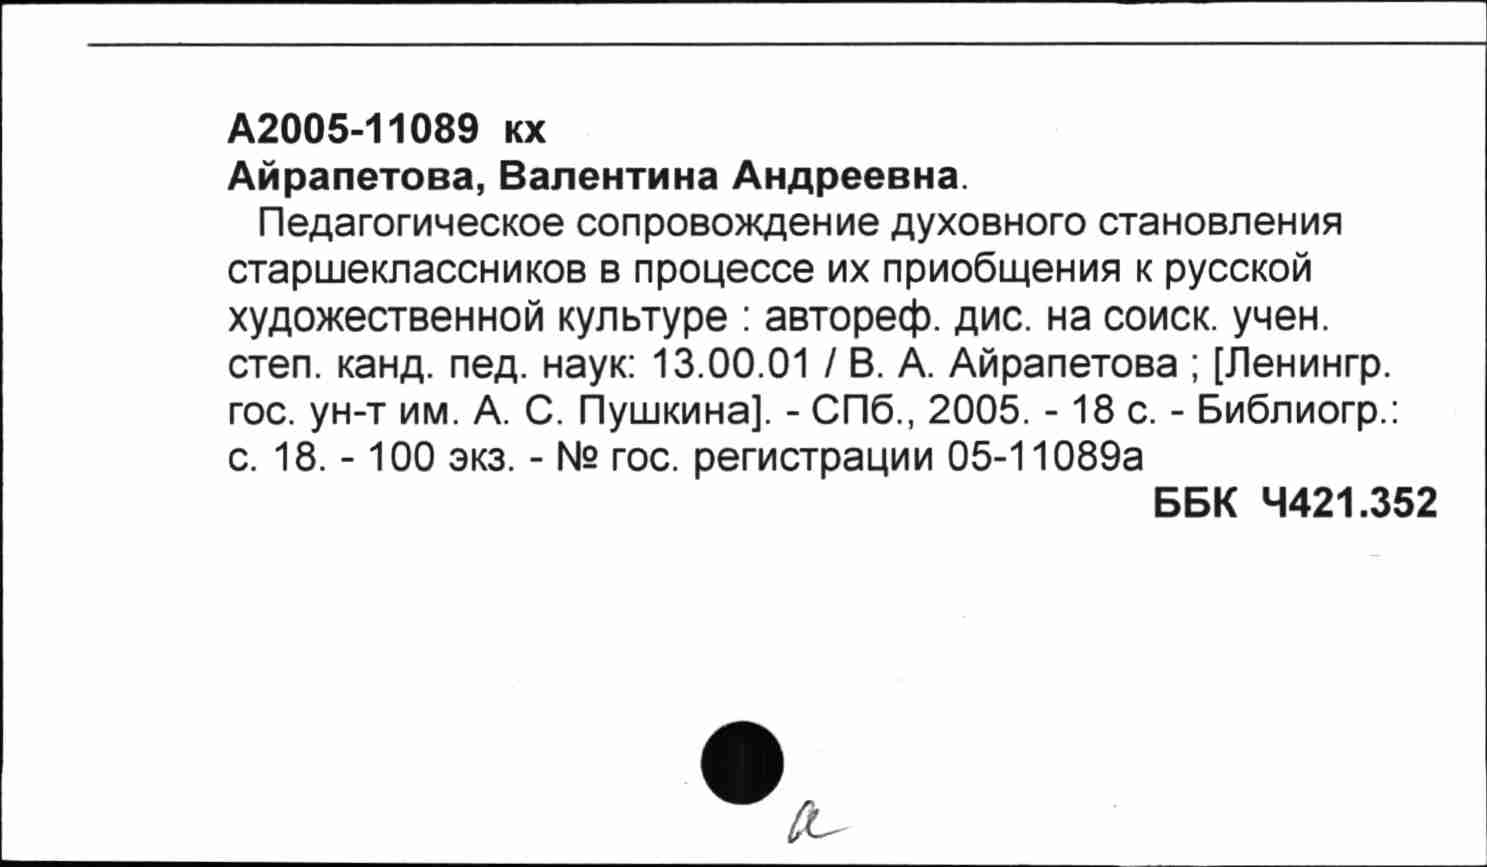 А2005-11089 кх
Айрапетова, Валентина Андреевна.
Педагогическое сопровождение духовного становления
старшеклассников в процессе их приобщения к русской
художественной культуре : автореф. дис. на соиск. учен.
степ. канд. пед. наук: 13.00.01 / В. А. Айрапетова ; [Ленингр.
гос. ун-т им. А. С. Пушкина]. - СПб., 2005. - 18 с. - Библиогр.:
с. 18. - 100 экз. - № гос. регистрации 05-11089а
ББК Ч421.352
а